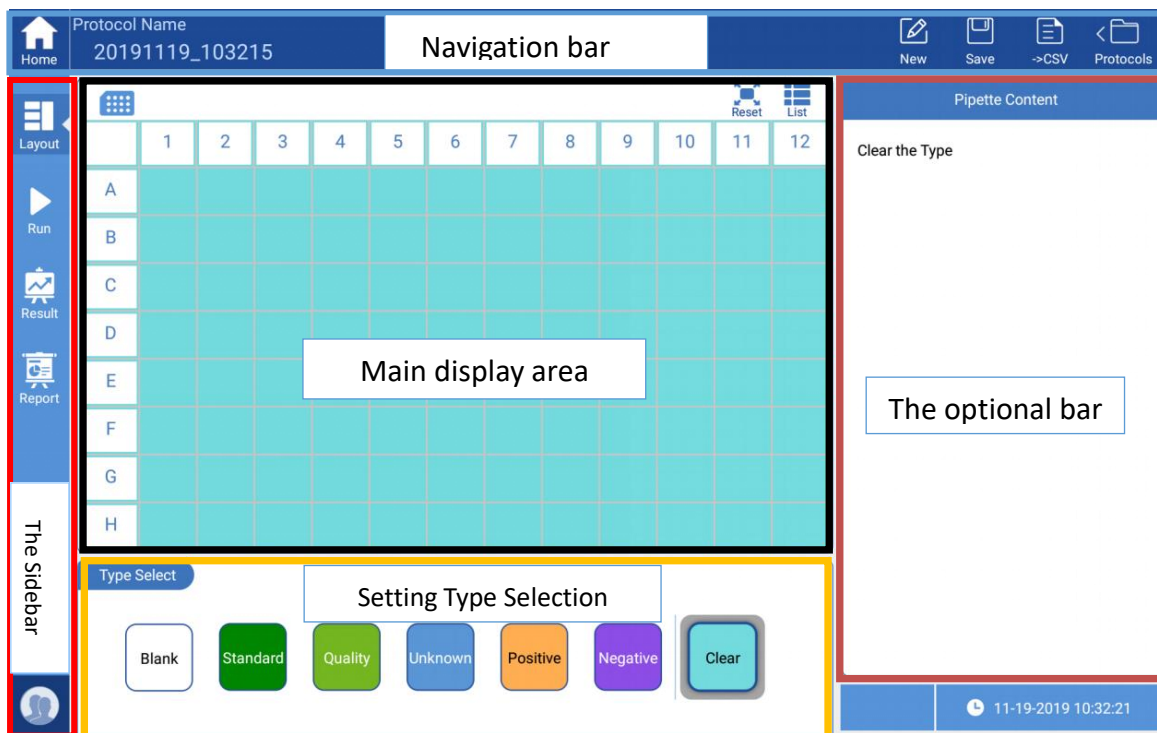 Protocol Name
20191119_103215
Navigation bar
Home
New
Save
->CSV
Protocols
Layout
Run
Result
Report
The Sidebar
Reset
List
1 2 3 4 5 6 7 8 9 10 11 12
A
B
C
D
E
F
G
H
Main display area
Pipette Content
Clear the Type
The optional bar
Type Select
Setting Type Selection
Blank
Standard
Quality
Unknown
Positive
Negative
Clear
11-19-2019 10:32:21